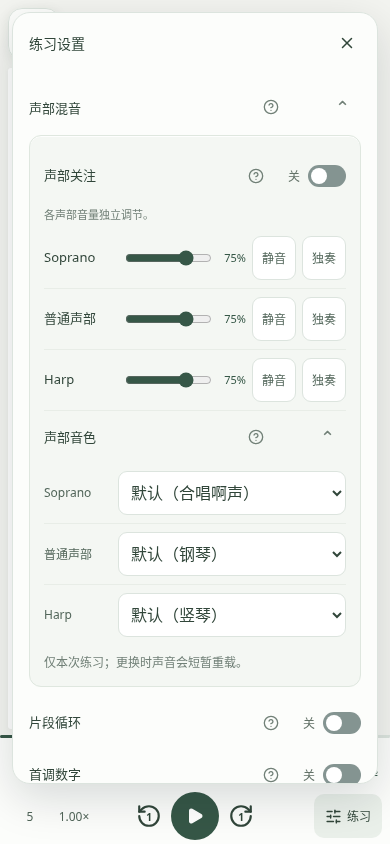 练习设置
声部混音
声部关注 关
各声部音量独立调节。
Soprano 75% 静音 独奏
普通声部 75% 静音 独奏
Harp 75% 静音 独奏
声部音色
Soprano 默认（合唱啊声）
普通声部 默认（钢琴）
Harp 默认（竖琴）
仅本次练习；更换时声音会短暂重载。
片段循环 关
首调数字 关
5 1.00× 1 1 练习